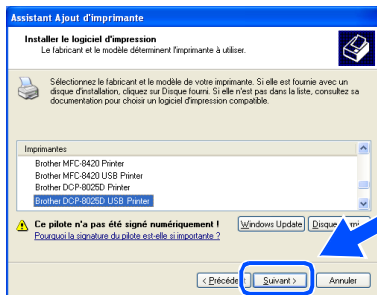 Assistant Ajout d'imprimante
Installer le logiciel d'impression
Le fabricant et le modèle déterminent l'imprimante à utiliser.
Sélectionnez le fabricant et le modèle de votre imprimante. Si elle est fournie avec un
disque d'installation, cliquez sur Disque fourni. Si elle n'est pas dans la liste, consultez sa
documentation pour choisir un logiciel d'impression compatible.
Imprimantes
Brother MFC-8420 Printer
Brother MFC-8420 USB Printer
Brother DCP-8025D Printer
Brother DCP-8025D USB Printer
Ce pilote n'a pas été signé numériquement !
Windows Update
Disque
Pourquoi la signature du pilote est-elle si importante ?
< Précéde
Suivant >
Annuler